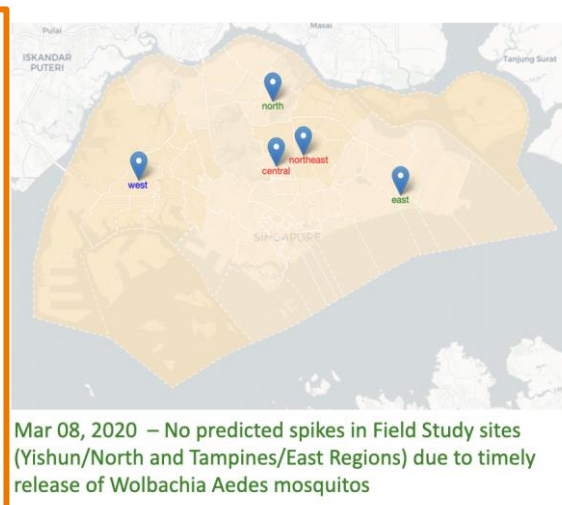 Pulai
Masai
ISKANDAR
PUTERI
Tanjung Surat
north
northeast
central
west
east
SINGAPORE
Mar 08, 2020 – No predicted spikes in Field Study sites
(Yishun/North and Tampines/East Regions) due to timely
release of Wolbachia Aedes mosquitos